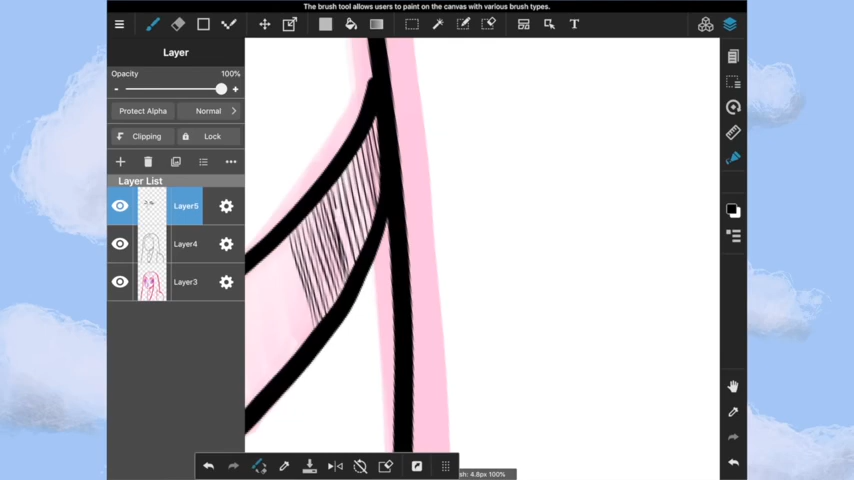 The brush tool allows users to paint on the canvas with various brush types.
T
Layer
Opacity 100%
- +
Protect Alpha Normal >
Clipping Lock
Layer List
Layer5
Layer4
Layer3
sh: 4.8px 100%